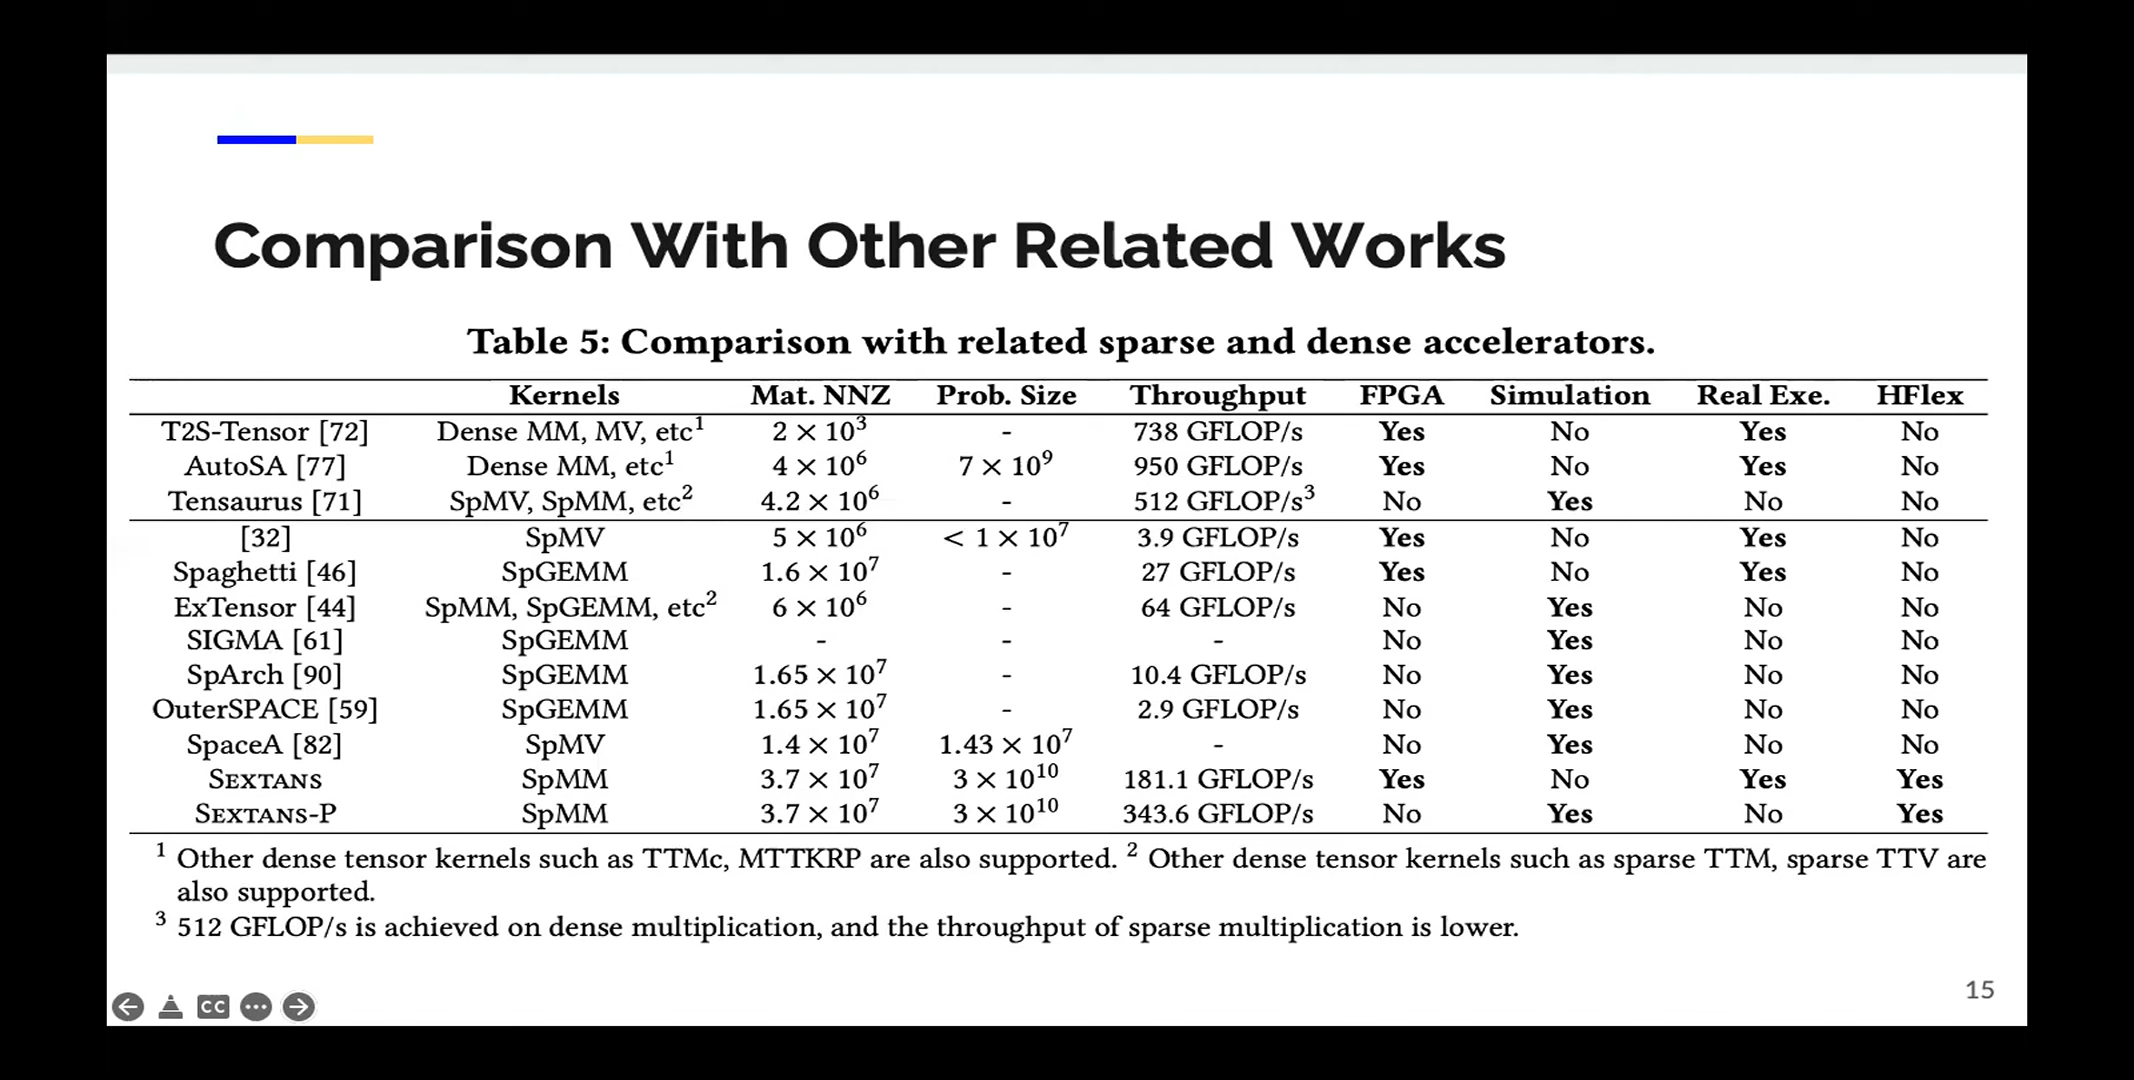 Comparison With Other Related Works
Table 5: Comparison with related sparse and dense accelerators.
Kernels Mat. NNZ Prob. Size Throughput FPGA Simulation Real Exe. HFlex
T2S-Tensor [72] Dense MM, MV, etc¹ 2 × 10³ - 738 GFLOP/s Yes No Yes No
AutoSA [77] Dense MM, etc¹ 4 × 10⁶ 7 × 10⁹ 950 GFLOP/s Yes No Yes No
Tensaurus [71] SpMV, SpMM, etc² 4.2 × 10⁶ - 512 GFLOP/s³ No Yes No No
[32] SpMV 5 × 10⁶ < 1 × 10⁷ 3.9 GFLOP/s Yes No Yes No
Spaghetti [46] SpGEMM 1.6 × 10⁷ - 27 GFLOP/s Yes No Yes No
ExTensor [44] SpMM, SpGEMM, etc² 6 × 10⁶ - 64 GFLOP/s No Yes No No
SIGMA [61] SpGEMM - - - No Yes No No
SpArch [90] SpGEMM 1.65 × 10⁷ - 10.4 GFLOP/s No Yes No No
OuterSPACE [59] SpGEMM 1.65 × 10⁷ - 2.9 GFLOP/s No Yes No No
SpaceA [82] SpMV 1.4 × 10⁷ 1.43 × 10⁷ - No Yes No No
SEXTANS SpMM 3.7 × 10⁷ 3 × 10¹⁰ 181.1 GFLOP/s Yes No Yes Yes
SEXTANS-P SpMM 3.7 × 10⁷ 3 × 10¹⁰ 343.6 GFLOP/s No Yes No Yes
¹ Other dense tensor kernels such as TTMc, MTTKRP are also supported. ² Other dense tensor kernels such as sparse TTM, sparse TTV are
also supported.
³ 512 GFLOP/s is achieved on dense multiplication, and the throughput of sparse multiplication is lower.
15
CC